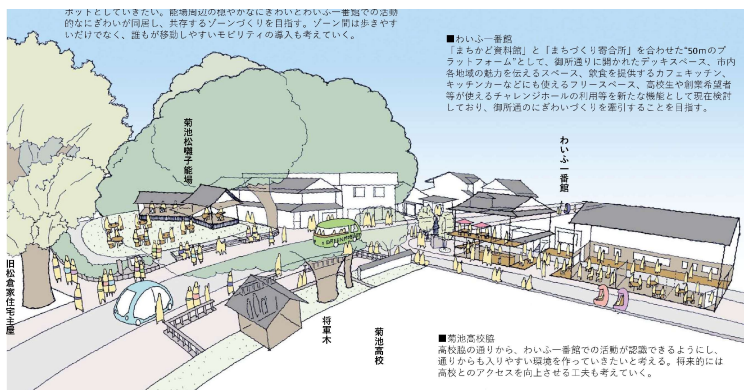 ボットとしていきたい。能場周辺の穏やかなにぎわいとわいふ一番館での活動
的なにぎわいが同居し、共存するゾーンづくりを目指す。ゾーン間は歩きやす
いだけでなく、誰もが移動しやすいモビリティの導入も考えていく。
■わいふ一番館
「まちかど資料館」と「まちづくり寄合所」を合わせた“50mのプ
ラットフォーム”として、御所通りに開かれたデッキスペース、市内
各地域の魅力を伝えるスペース、飲食を提供するカフェキッチン、
キッチンカーなどにも使えるフリースペース、高校生や創業希望者
等が使えるチャレンジホールの利用等を新たな機能として現在検討
しており、御所通のにぎわいづくりを牽引することを目指す。
菊池松囃子能場
わいふ一番館
旧松倉家住宅主屋
将軍木
菊池高校
■菊池高校脇
高校脇の通りから、わいふ一番館での活動が認識できるようにし、
通りからも入りやすい環境を作っていきたいと考える。将来的には
高校とのアクセスを向上させる工夫も考えていく。